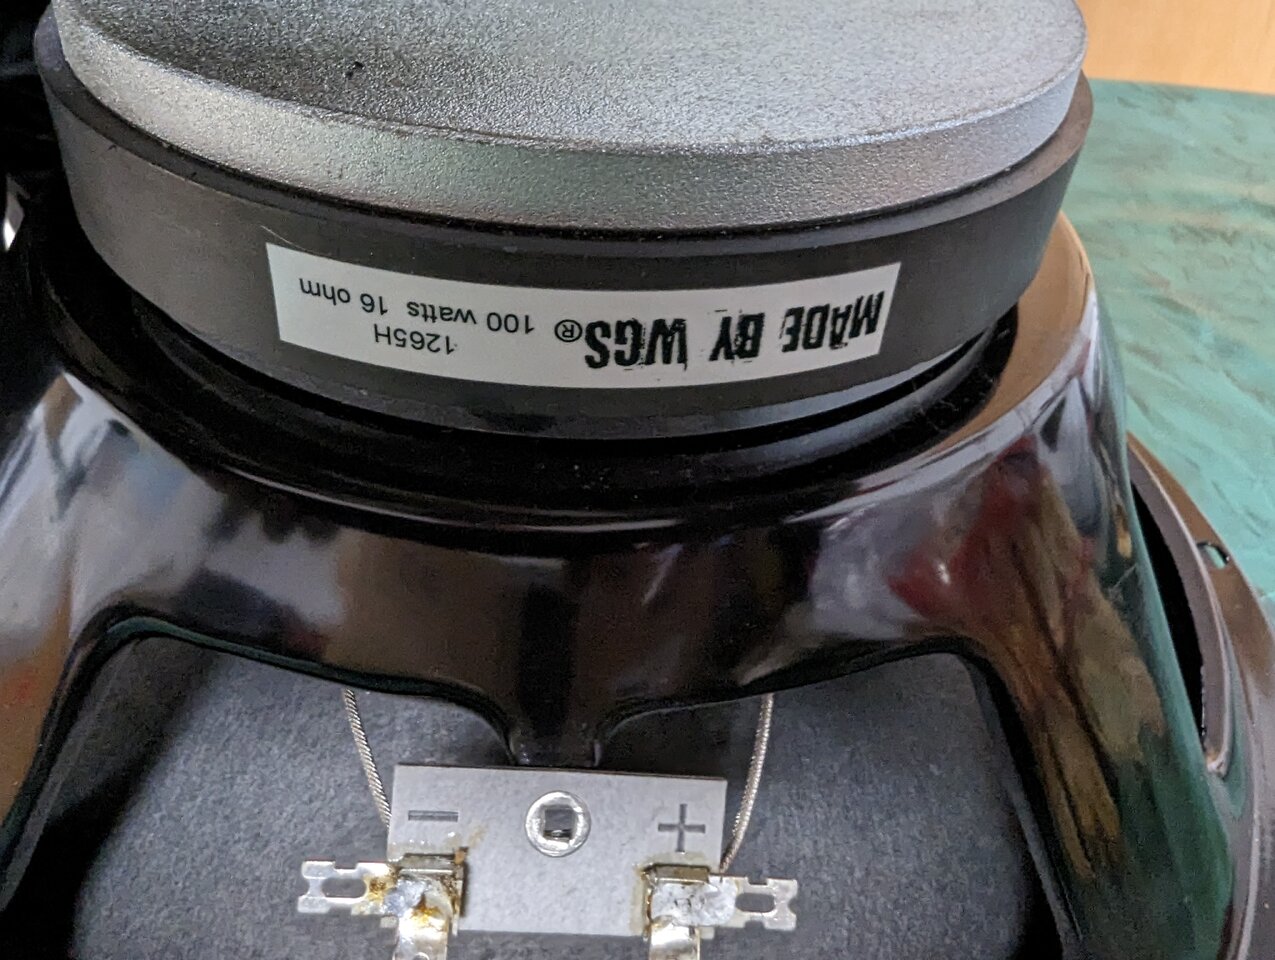 MADE BY WGS®
1265H
100 watts 16 ohm
− +